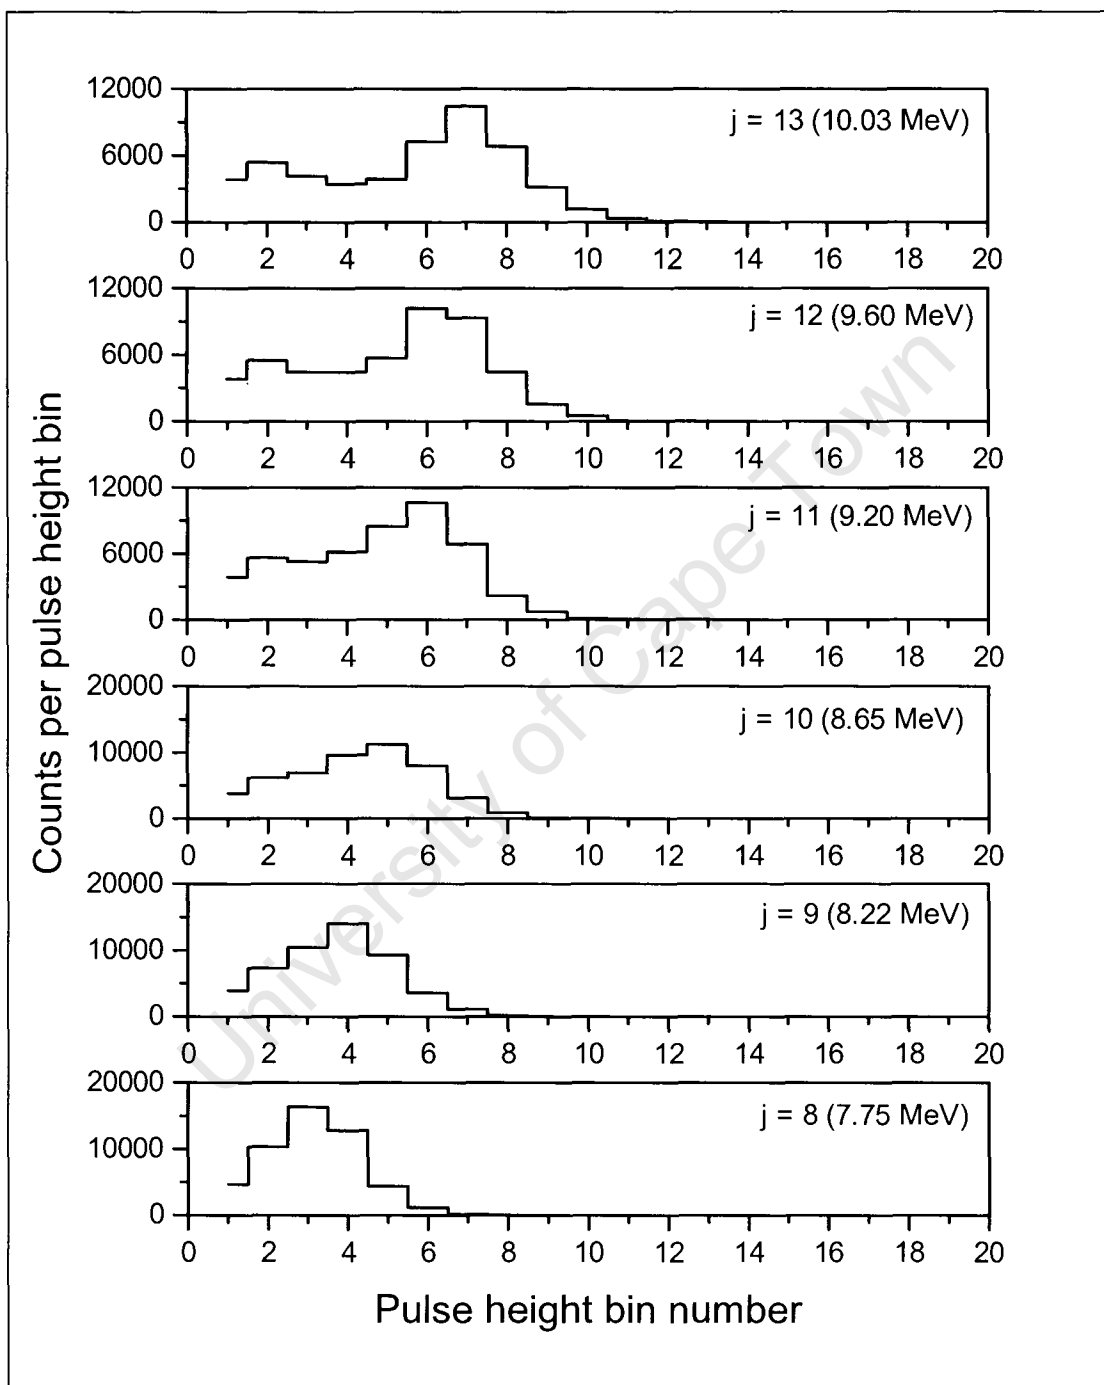 Counts per pulse height bin
12000
6000
0
j = 13 (10.03 MeV)
0 2 4 6 8 10 12 14 16 18 20
12000
6000
0
j = 12 (9.60 MeV)
0 2 4 6 8 10 12 14 16 18 20
12000
6000
0
j = 11 (9.20 MeV)
0 2 4 6 8 10 12 14 16 18 20
20000
10000
0
j = 10 (8.65 MeV)
0 2 4 6 8 10 12 14 16 18 20
20000
10000
0
j = 9 (8.22 MeV)
0 2 4 6 8 10 12 14 16 18 20
20000
10000
0
j = 8 (7.75 MeV)
0 2 4 6 8 10 12 14 16 18 20
Pulse height bin number
University of Cape Town